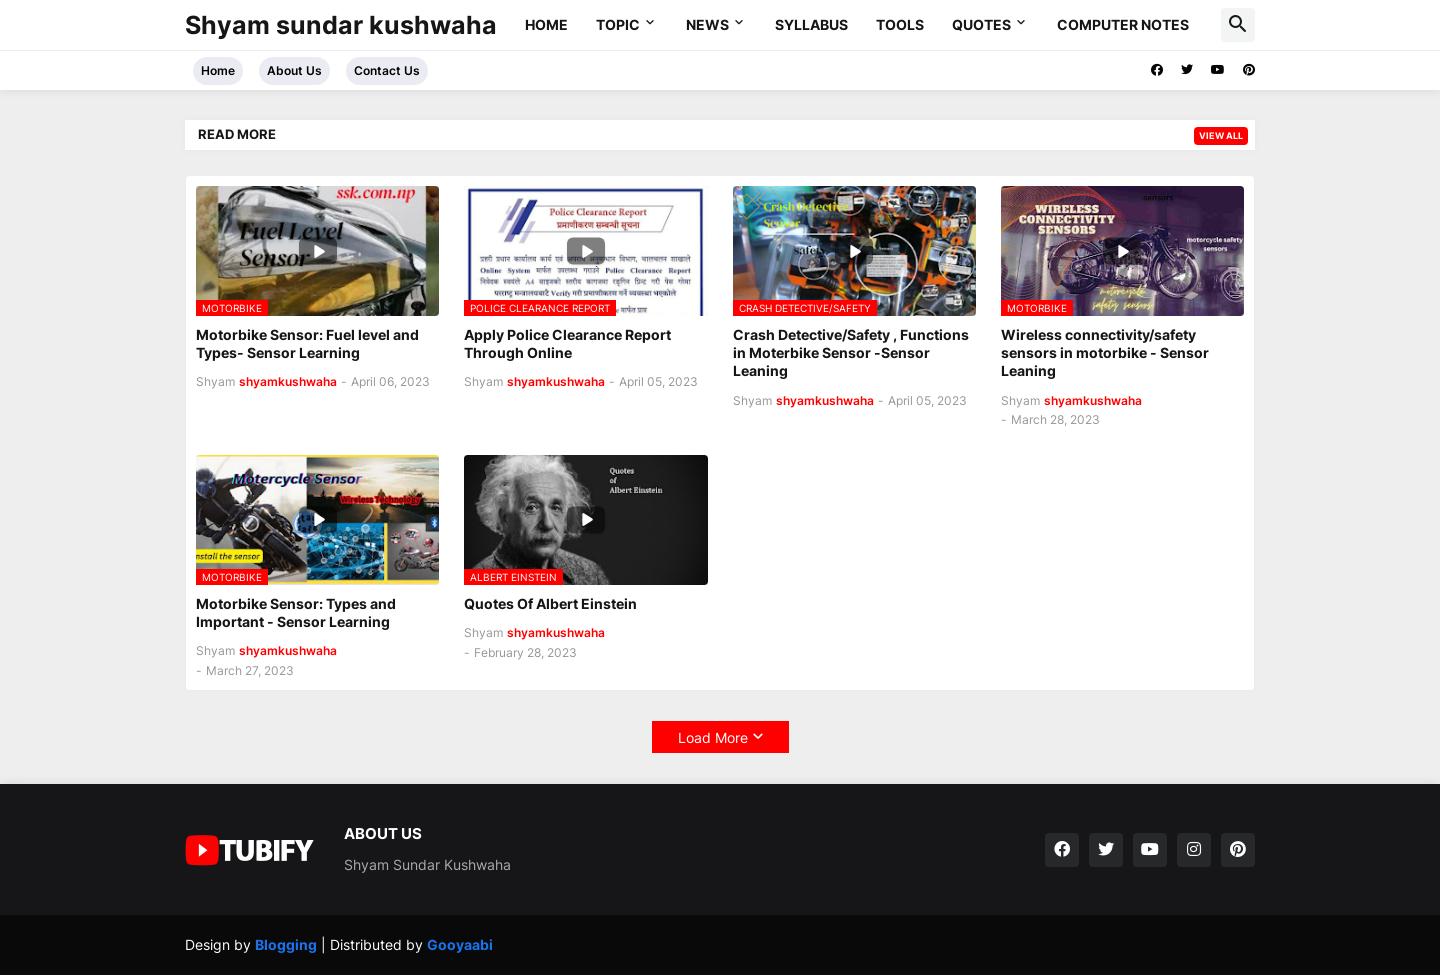 Shyam sundar kushwaha HOME TOPIC NEWS SYLLABUS TOOLS QUOTES COMPUTER NOTES
Home About Us Contact Us
READ MORE VIEW ALL
ssk.com.np
Fuel Level
Sensor
MOTORBIKE
Police Clearance Report
प्रमाणीकरण सम्बन्धी सूचना
POLICE CLEARANCE REPORT
Crash Detective
Sensor
safety
CRASH DETECTIVE/SAFETY
sensors
WIRELESS
CONNECTIVITY
SENSORS
motorcycle safety
sensors
motorcycle
safety sensors
MOTORBIKE
Motorbike Sensor: Fuel level and
Types- Sensor Learning
Shyam shyamkushwaha - April 06, 2023
Apply Police Clearance Report
Through Online
Shyam shyamkushwaha - April 05, 2023
Crash Detective/Safety , Functions
in Moterbike Sensor -Sensor
Leaning
Shyam shyamkushwaha - April 05, 2023
Wireless connectivity/safety
sensors in motorbike - Sensor
Leaning
Shyam shyamkushwaha
- March 28, 2023
Motercycle Sensor
Wireless Technology
install the sensor
MOTORBIKE
Quotes
of
Albert Einstein
ALBERT EINSTEIN
Motorbike Sensor: Types and
Important - Sensor Learning
Shyam shyamkushwaha
- March 27, 2023
Quotes Of Albert Einstein
Shyam shyamkushwaha
- February 28, 2023
Load More
TUBIFY
ABOUT US
Shyam Sundar Kushwaha
Design by Blogging | Distributed by Gooyaabi